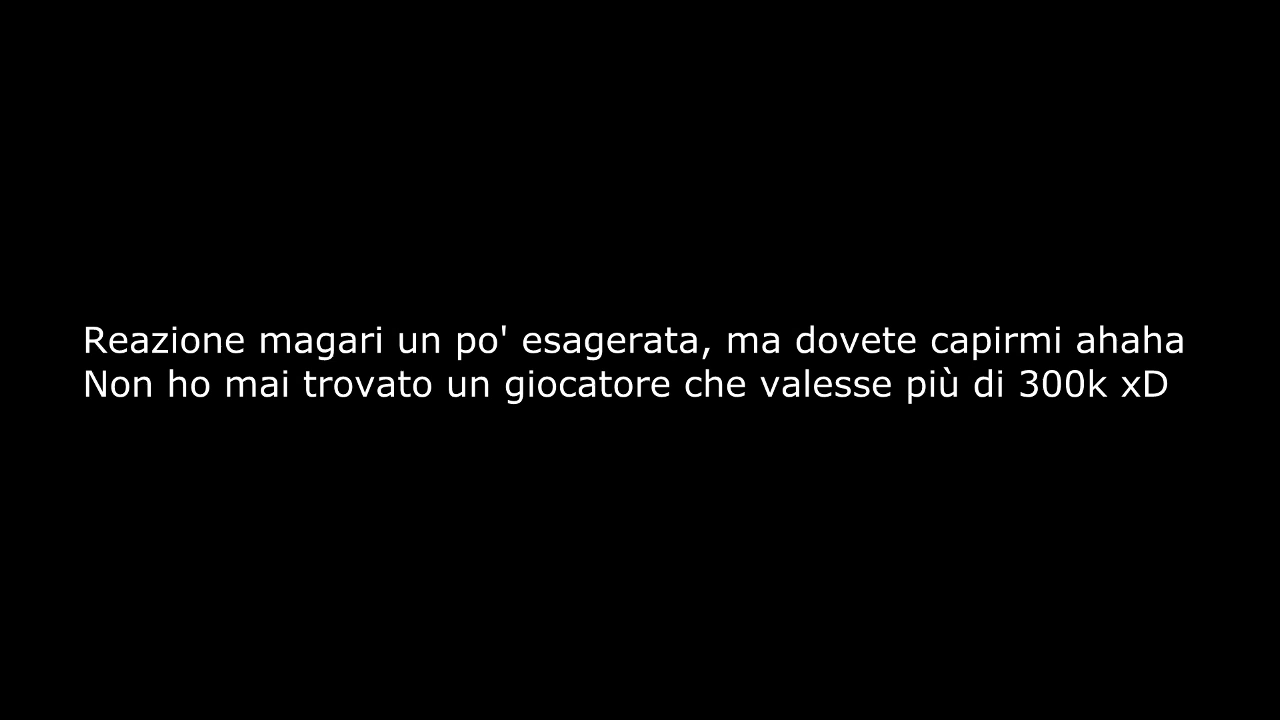 Reazione magari un po' esagerata, ma dovete capirmi ahaha
Non ho mai trovato un giocatore che valesse più di 300k xD